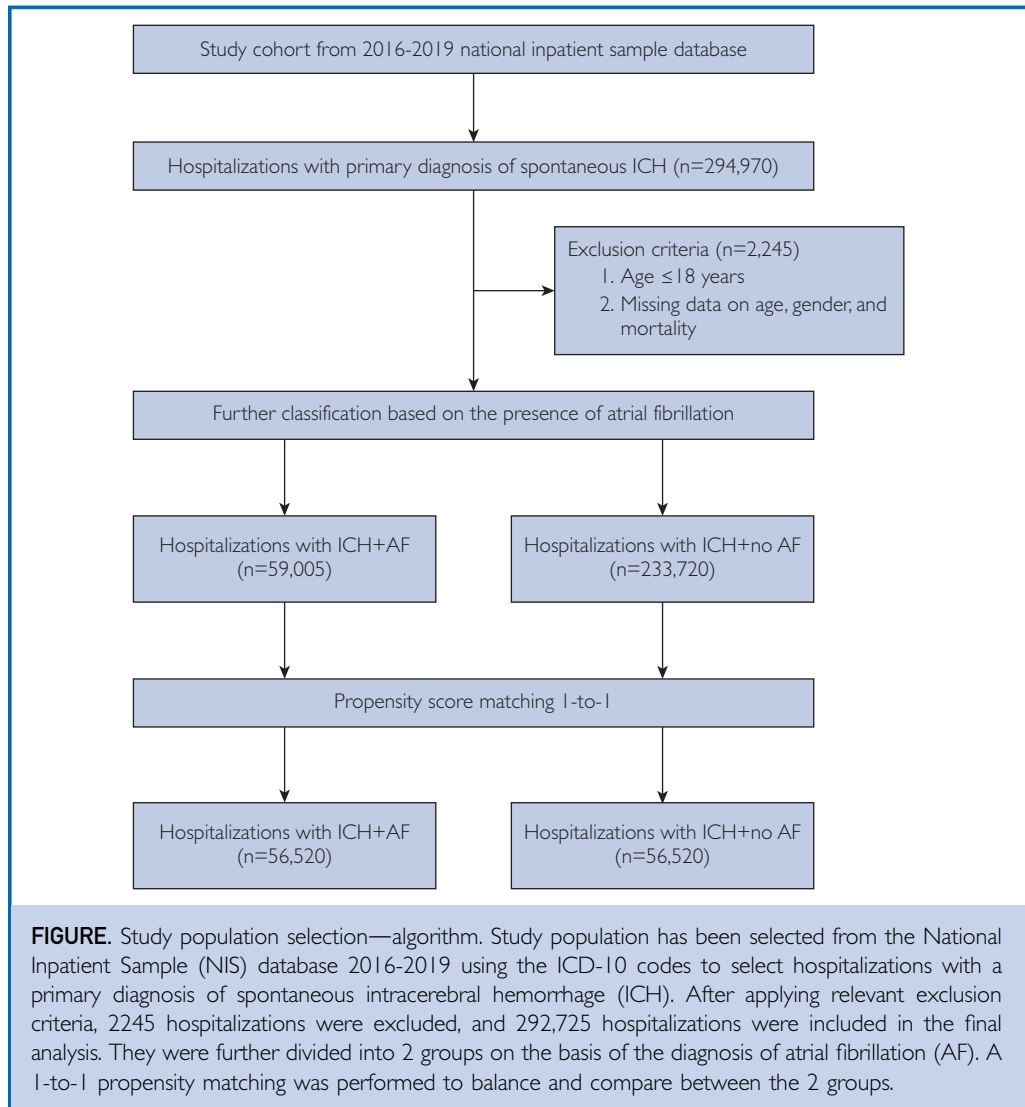 Study cohort from 2016-2019 national inpatient sample database
Hospitalizations with primary diagnosis of spontaneous ICH (n=294,970)
Exclusion criteria (n=2,245)
1. Age ≤18 years
2. Missing data on age, gender, and
mortality
Further classification based on the presence of atrial fibrillation
Hospitalizations with ICH+AF
(n=59,005)
Hospitalizations with ICH+no AF
(n=233,720)
Propensity score matching 1-to-1
Hospitalizations with ICH+AF
(n=56,520)
Hospitalizations with ICH+no AF
(n=56,520)
FIGURE. Study population selection—algorithm. Study population has been selected from the National
Inpatient Sample (NIS) database 2016-2019 using the ICD-10 codes to select hospitalizations with a
primary diagnosis of spontaneous intracerebral hemorrhage (ICH). After applying relevant exclusion
criteria, 2245 hospitalizations were excluded, and 292,725 hospitalizations were included in the final
analysis. They were further divided into 2 groups on the basis of the diagnosis of atrial fibrillation (AF). A
1-to-1 propensity matching was performed to balance and compare between the 2 groups.